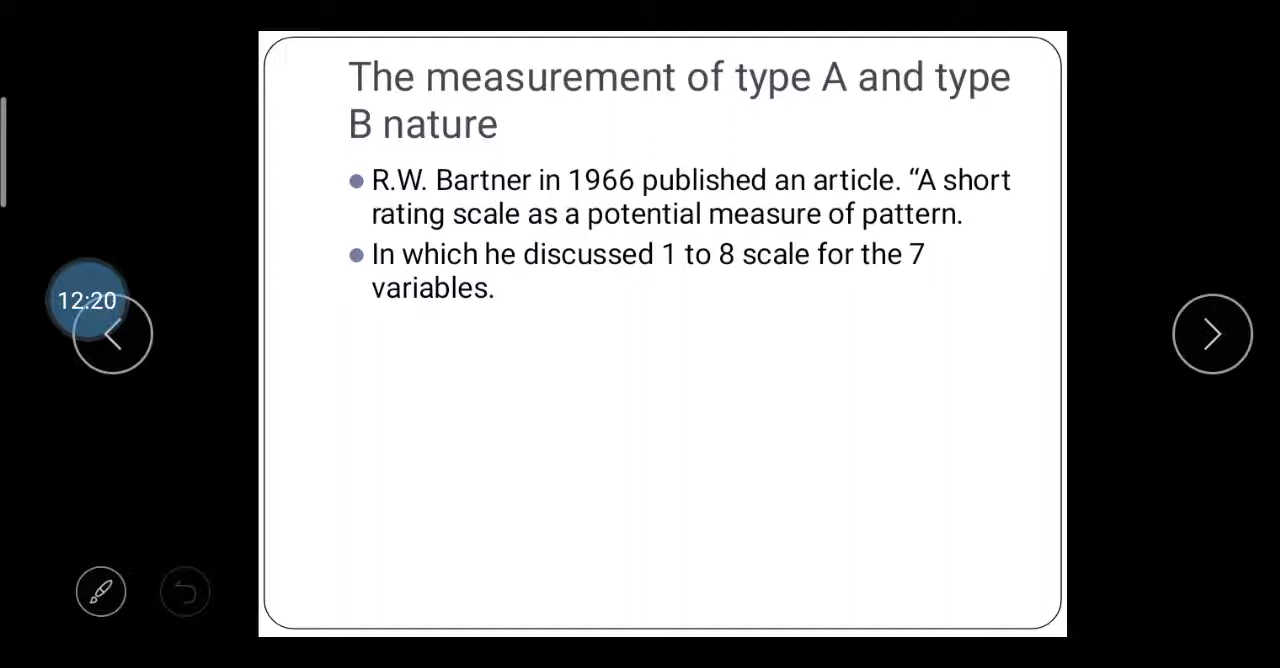 The measurement of type A and type
B nature
R.W. Bartner in 1966 published an article. “A short
rating scale as a potential measure of pattern.
In which he discussed 1 to 8 scale for the 7
variables.
12:20